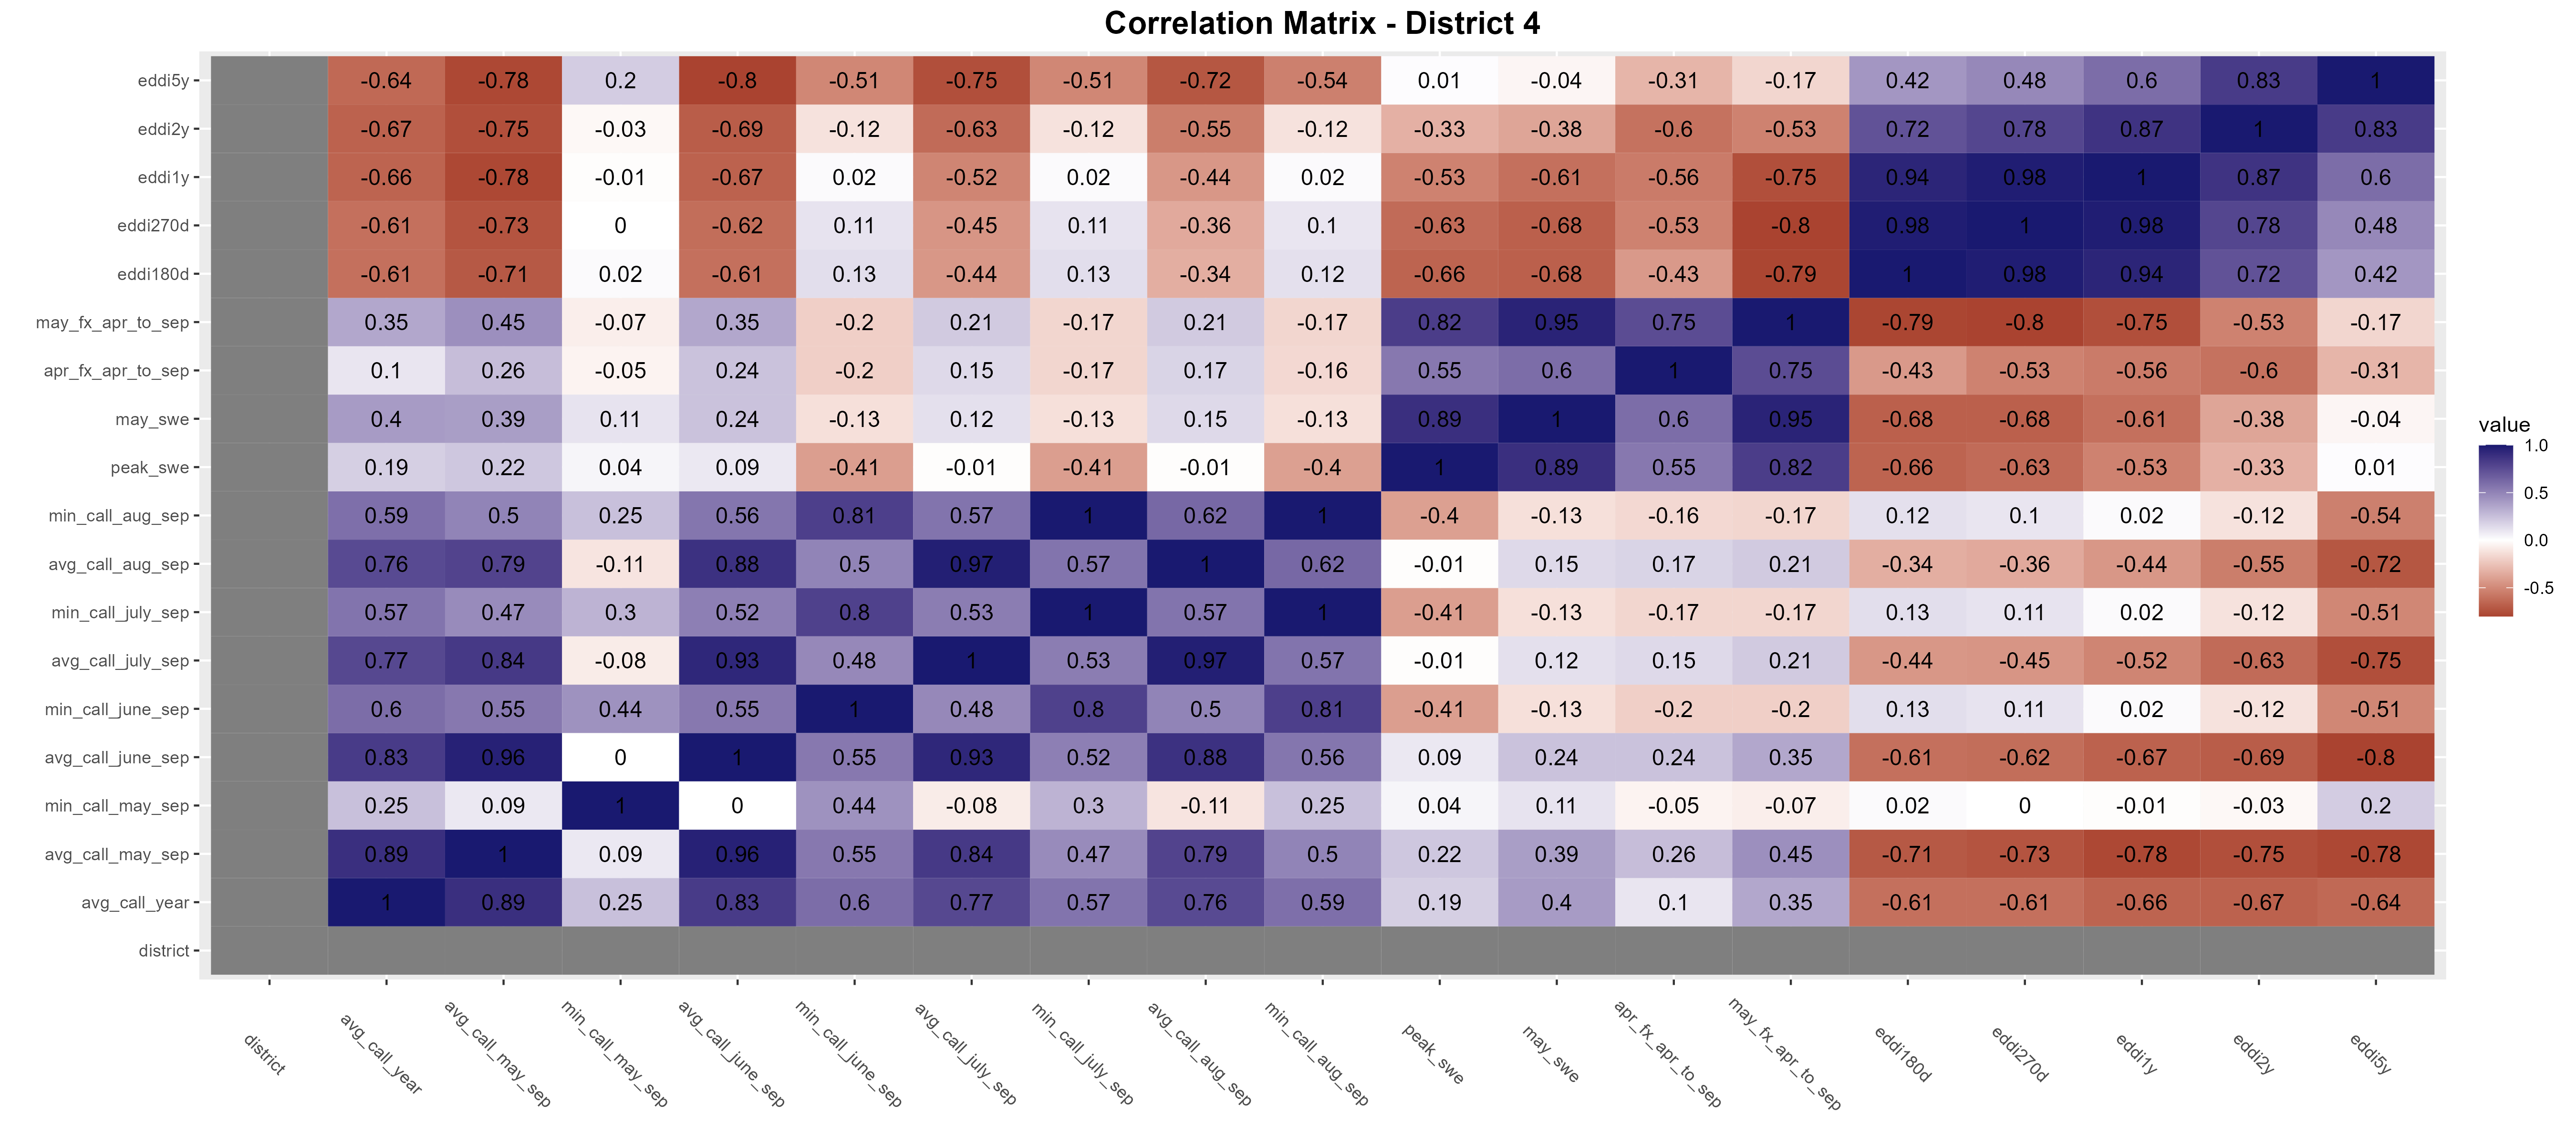 Correlation Matrix - District 4
eddi5y -0.64 -0.78 0.2 -0.8 -0.51 -0.75 -0.51 -0.72 -0.54 0.01 -0.04 -0.31 -0.17 0.42 0.48 0.6 0.83 1
eddi2y -0.67 -0.75 -0.03 -0.69 -0.12 -0.63 -0.12 -0.55 -0.12 -0.33 -0.38 -0.6 -0.53 0.72 0.78 0.87 1 0.83
eddi1y -0.66 -0.78 -0.01 -0.67 0.02 -0.52 0.02 -0.44 0.02 -0.53 -0.61 -0.56 -0.75 0.94 0.98 1 0.87 0.6
eddi270d -0.61 -0.73 0 -0.62 0.11 -0.45 0.11 -0.36 0.1 -0.63 -0.68 -0.53 -0.8 0.98 1 0.98 0.78 0.48
eddi180d -0.61 -0.71 0.02 -0.61 0.13 -0.44 0.13 -0.34 0.12 -0.66 -0.68 -0.43 -0.79 1 0.98 0.94 0.72 0.42
may_fx_apr_to_sep 0.35 0.45 -0.07 0.35 -0.2 0.21 -0.17 0.21 -0.17 0.82 0.95 0.75 1 -0.79 -0.8 -0.75 -0.53 -0.17
apr_fx_apr_to_sep 0.1 0.26 -0.05 0.24 -0.2 0.15 -0.17 0.17 -0.16 0.55 0.6 1 0.75 -0.43 -0.53 -0.56 -0.6 -0.31
may_swe 0.4 0.39 0.11 0.24 -0.13 0.12 -0.13 0.15 -0.13 0.89 1 0.6 0.95 -0.68 -0.68 -0.61 -0.38 -0.04
peak_swe 0.19 0.22 0.04 0.09 -0.41 -0.01 -0.41 -0.01 -0.4 1 0.89 0.55 0.82 -0.66 -0.63 -0.53 -0.33 0.01
min_call_aug_sep 0.59 0.5 0.25 0.56 0.81 0.57 1 0.62 1 -0.4 -0.13 -0.16 -0.17 0.12 0.1 0.02 -0.12 -0.54
avg_call_aug_sep 0.76 0.79 -0.11 0.88 0.5 0.97 0.57 1 0.62 -0.01 0.15 0.17 0.21 -0.34 -0.36 -0.44 -0.55 -0.72
min_call_july_sep 0.57 0.47 0.3 0.52 0.8 0.53 1 0.57 1 -0.41 -0.13 -0.17 -0.17 0.13 0.11 0.02 -0.12 -0.51
avg_call_july_sep 0.77 0.84 -0.08 0.93 0.48 1 0.53 0.97 0.57 -0.01 0.12 0.15 0.21 -0.44 -0.45 -0.52 -0.63 -0.75
min_call_june_sep 0.6 0.55 0.44 0.55 1 0.48 0.8 0.5 0.81 -0.41 -0.13 -0.2 -0.2 0.13 0.11 0.02 -0.12 -0.51
avg_call_june_sep 0.83 0.96 0 1 0.55 0.93 0.52 0.88 0.56 0.09 0.24 0.24 0.35 -0.61 -0.62 -0.67 -0.69 -0.8
min_call_may_sep 0.25 0.09 1 0 0.44 -0.08 0.3 -0.11 0.25 0.04 0.11 -0.05 -0.07 0.02 0 -0.01 -0.03 0.2
avg_call_may_sep 0.89 1 0.09 0.96 0.55 0.84 0.47 0.79 0.5 0.22 0.39 0.26 0.45 -0.71 -0.73 -0.78 -0.75 -0.78
avg_call_year 1 0.89 0.25 0.83 0.6 0.77 0.57 0.76 0.59 0.19 0.4 0.1 0.35 -0.61 -0.61 -0.66 -0.67 -0.64
district
district
avg_call_year
avg_call_may_sep
min_call_may_sep
avg_call_june_sep
min_call_june_sep
avg_call_july_sep
min_call_july_sep
avg_call_aug_sep
min_call_aug_sep
peak_swe
may_swe
apr_fx_apr_to_sep
may_fx_apr_to_sep
eddi180d
eddi270d
eddi1y
eddi2y
eddi5y
value
1.0
0.5
0.0
-0.5